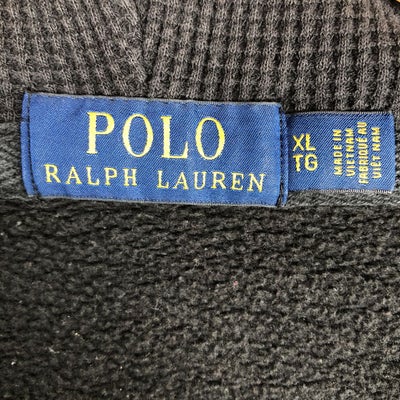 POLO
RALPH LAUREN
XL
TG
MADE IN
VIETNAM
FABRIQUÉ AU
VIET NAM